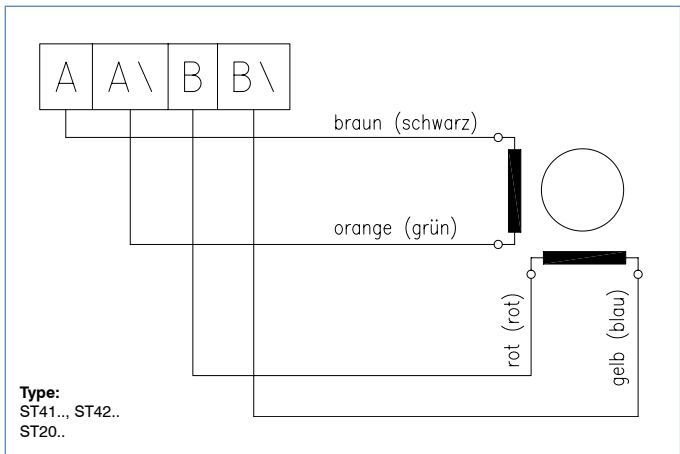 A A\ B B\
braun (schwarz)
orange (grün)
rot (rot)
gelb (blau)
Type:
ST41.., ST42..
ST20..